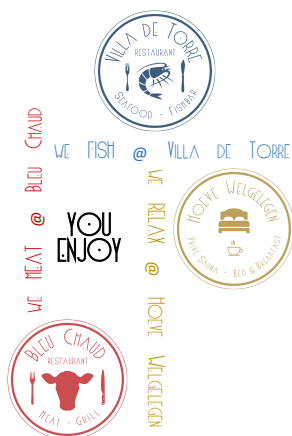 VILLA DE TORRE
RESTAURANT
SEAFOOD - FISHBAR
WE FISH @ VILLA DE TORRE
WE MEAT @ BLEU CHAUD
WE RELAX @ HOEVE WELGELEGEN
HOEVE WELGELEGEN
PRIVÉ SAUNA - BED & BREAKFAST
YOU
ENJOY
BLEU CHAUD
RESTAURANT
MEAT - GRILL